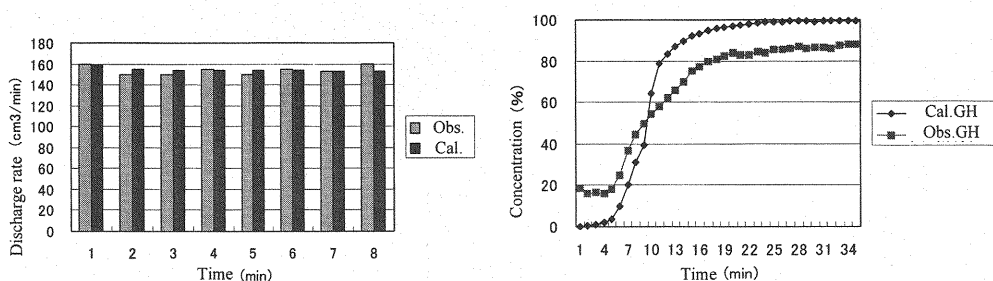 180
160
140
120
100
80
60
40
20
0
Discharge rate (cm3/min)
1 2 3 4 5 6 7 8
Time (min)
Obs.
Cal.
100
80
60
40
20
0
Concentration (%)
1 4 7 10 13 16 19 22 25 28 31 34
Time (min)
Cal.GH
Obs.GH